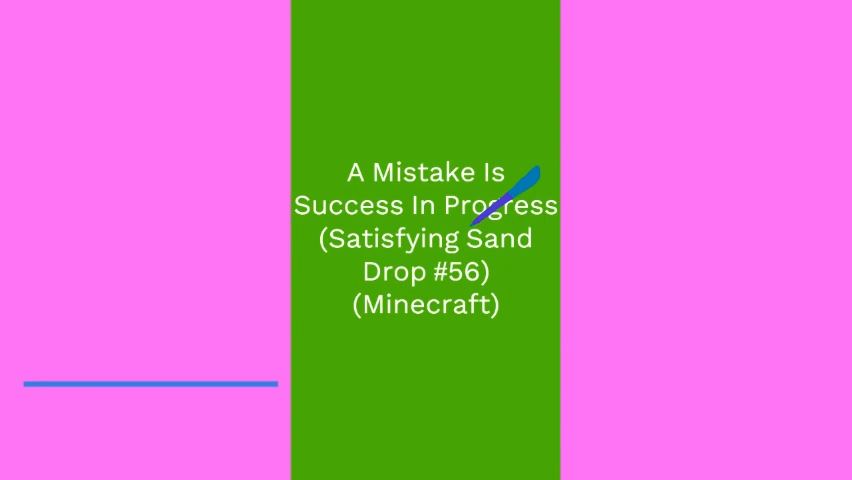 A Mistake Is
Success In Progress
(Satisfying Sand
Drop #56)
(Minecraft)